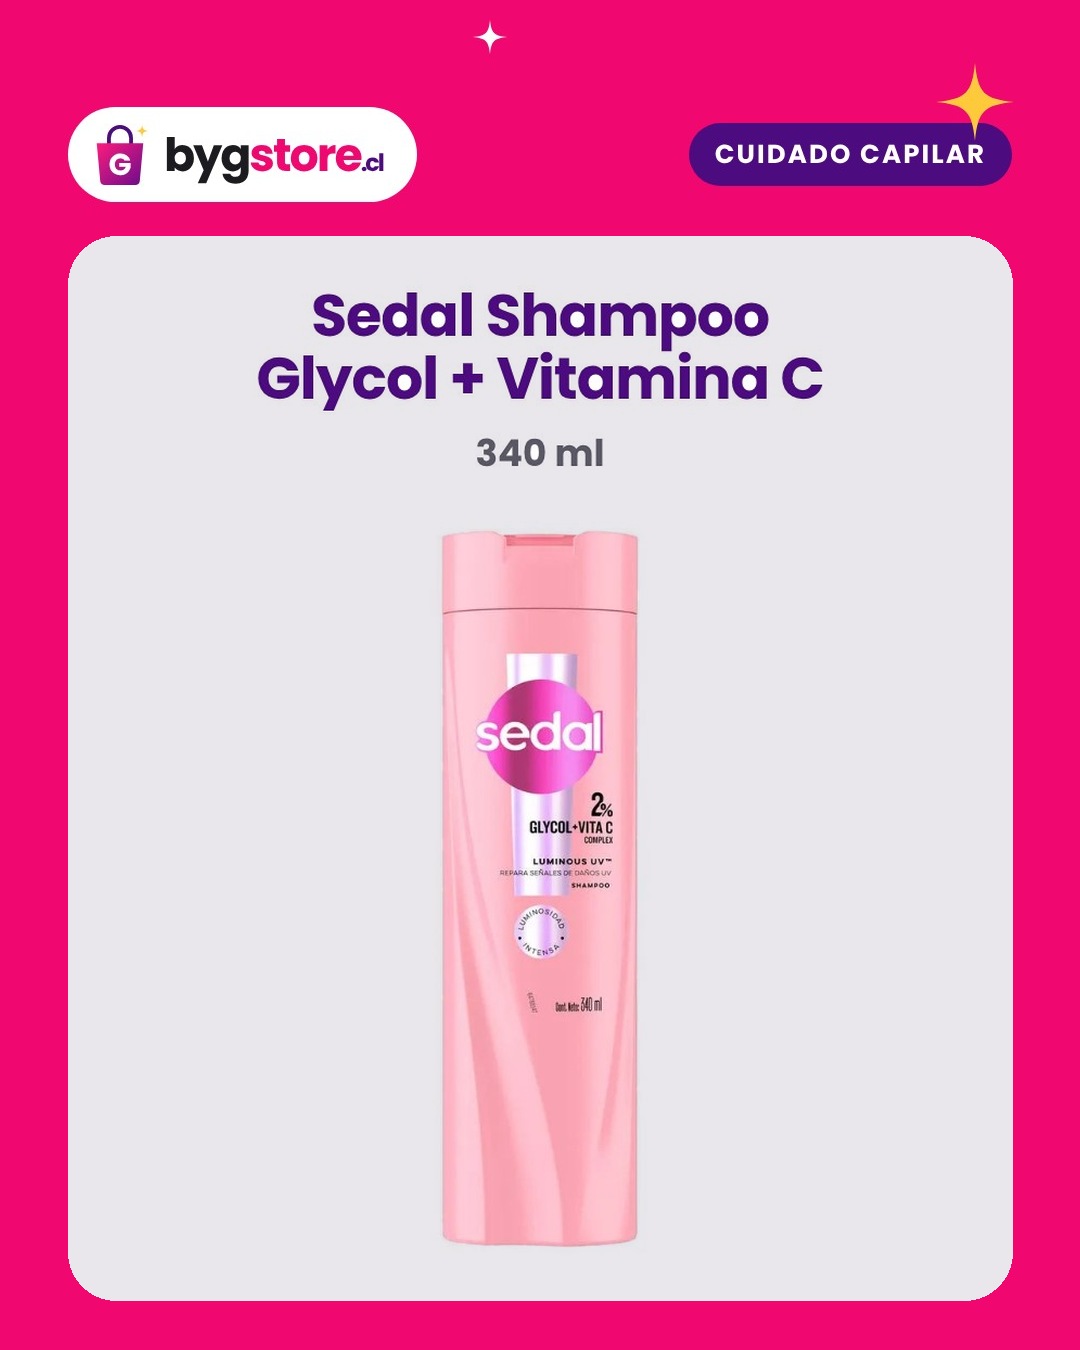 G
bygstore.cl
CUIDADO CAPILAR
Sedal Shampoo
Glycol + Vitamina C
340 ml
sedal
2%
GLYCOL+VITA C
COMPLEX
LUMINOUS UV™
REPARA SEÑALES DE DAÑOS UV
SHAMPOO
LUMINOSIDAD
INTENSA
Cont. Neto: 340 ml